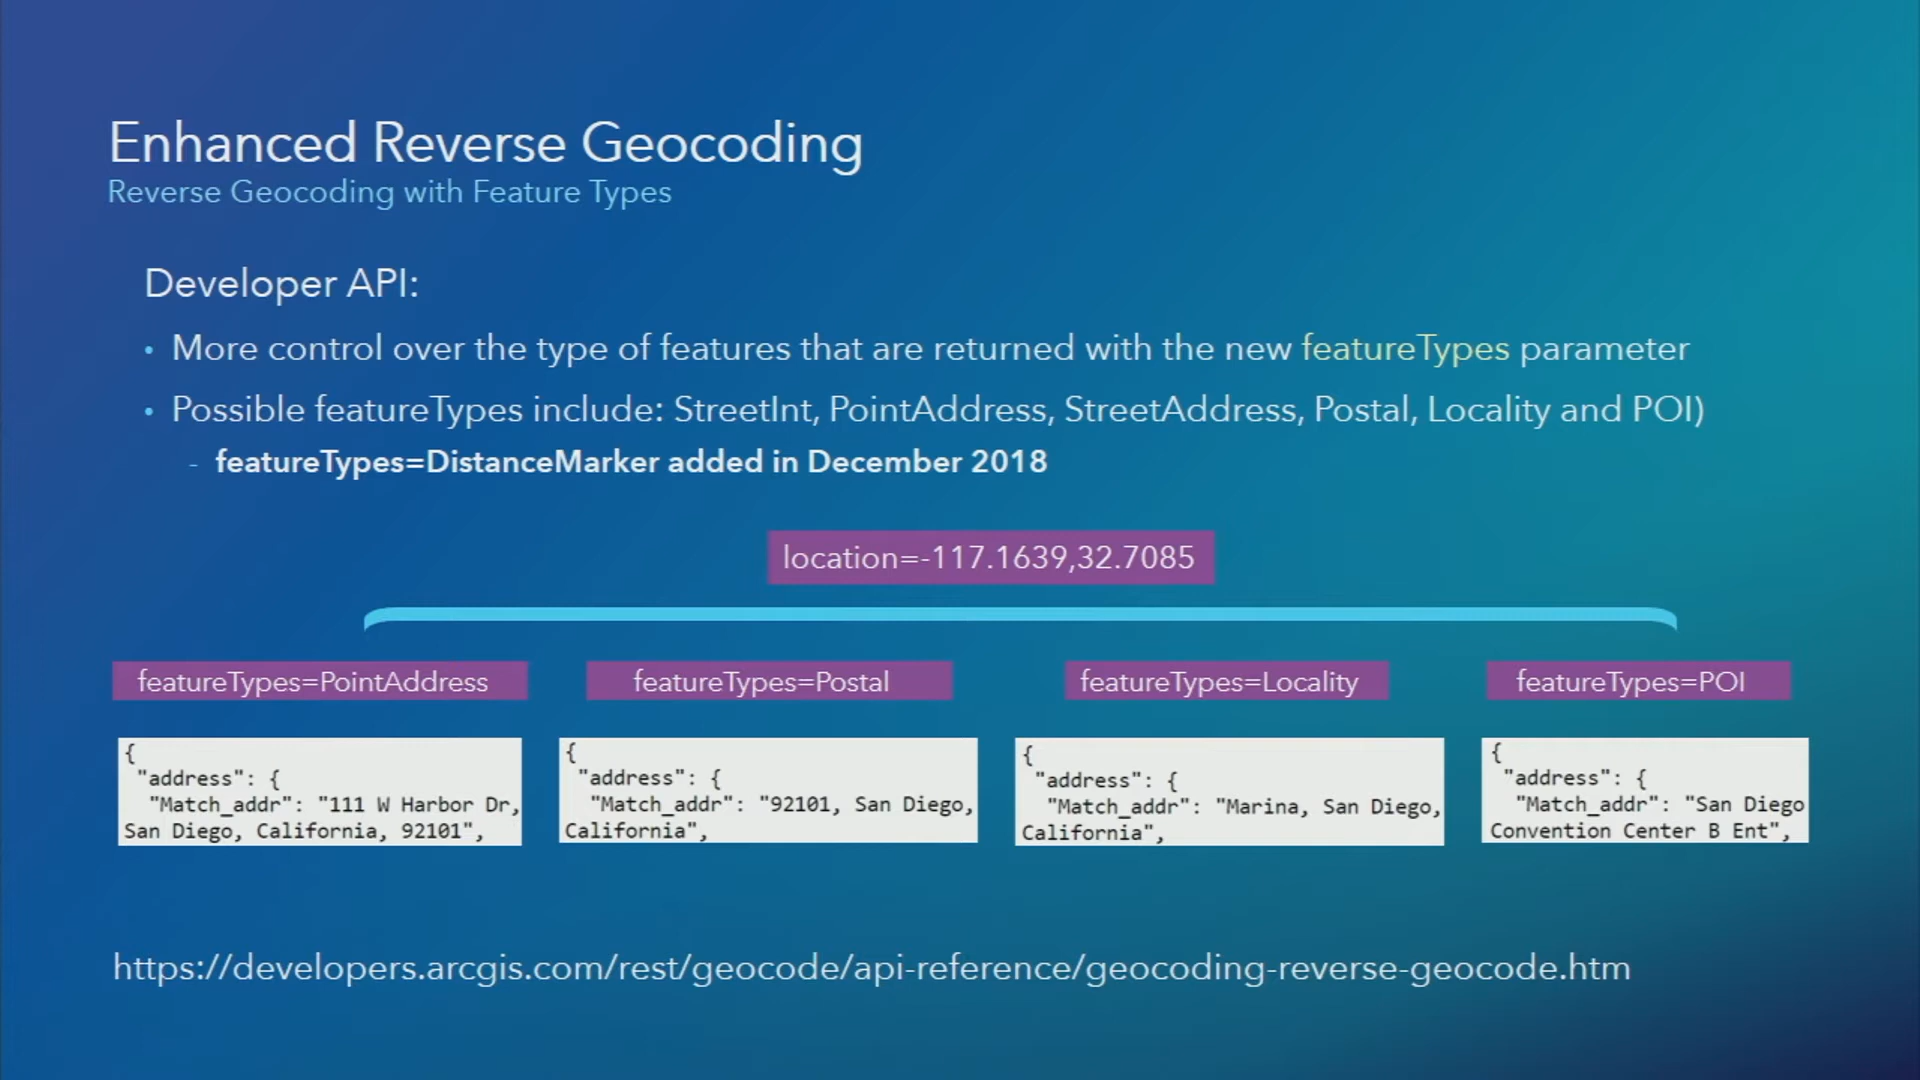 Enhanced Reverse Geocoding
Reverse Geocoding with Feature Types
Developer API:
• More control over the type of features that are returned with the new featureTypes parameter
• Possible featureTypes include: StreetInt, PointAddress, StreetAddress, Postal, Locality and POI)
- featureTypes=DistanceMarker added in December 2018
location=-117.1639,32.7085
featureTypes=PointAddress
{
"address": {
"Match_addr": "111 W Harbor Dr,
San Diego, California, 92101",
featureTypes=Postal
{
"address": {
"Match_addr": "92101, San Diego,
California",
featureTypes=Locality
{
"address": {
"Match_addr": "Marina, San Diego,
California",
featureTypes=POI
{
"address": {
"Match_addr": "San Diego
Convention Center B Ent",
https://developers.arcgis.com/rest/geocode/api-reference/geocoding-reverse-geocode.htm